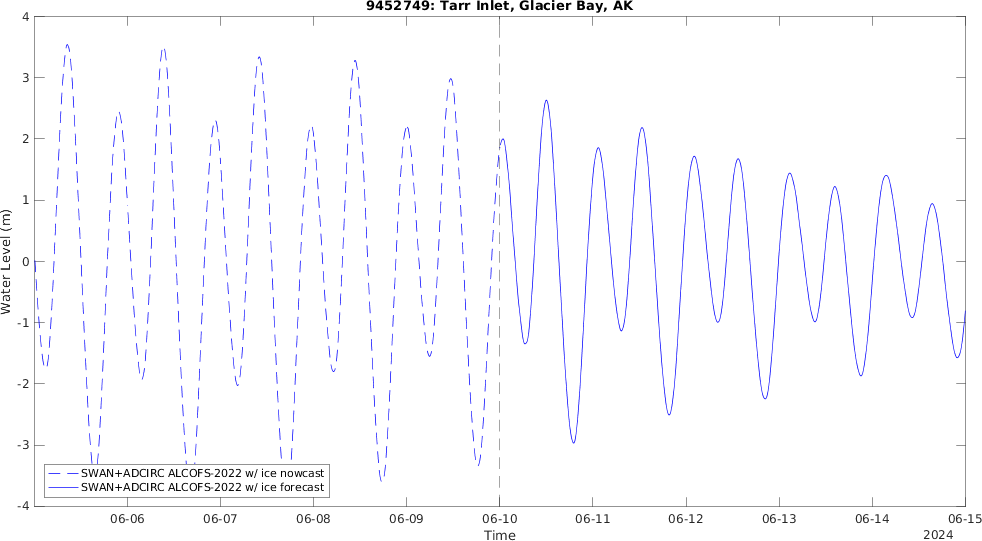 9452749: Tarr Inlet, Glacier Bay, AK
4
3
2
1
0
-1
-2
-3
-4
Water Level (m)
SWAN+ADCIRC ALCOFS-2022 w/ ice nowcast
SWAN+ADCIRC ALCOFS-2022 w/ ice forecast
06-06 06-07 06-08 06-09 06-10 06-11 06-12 06-13 06-14 06-15
Time
2024